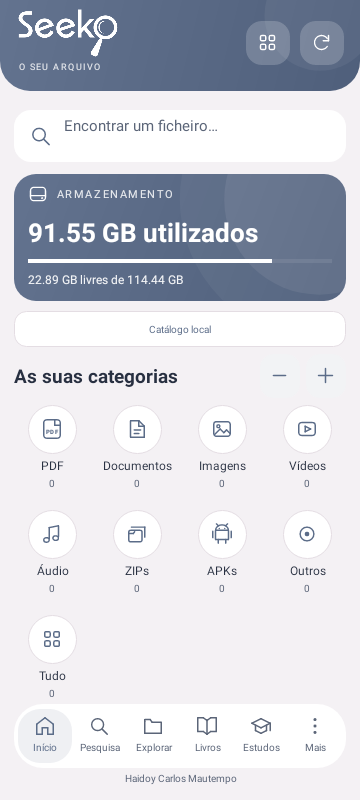 Seeko
O SEU ARQUIVO
Encontrar um ficheiro...
ARMAZENAMENTO
91.55 GB utilizados
22.89 GB livres de 114.44 GB
Catálogo local
As suas categorias
PDF
PDF Documentos Imagens Vídeos
0 0 0 0
Áudio ZIPs APKs Outros
0 0 0 0
Tudo
0
Início Pesquisa Explorar Livros Estudos Mais
Haidoy Carlos Mautempo